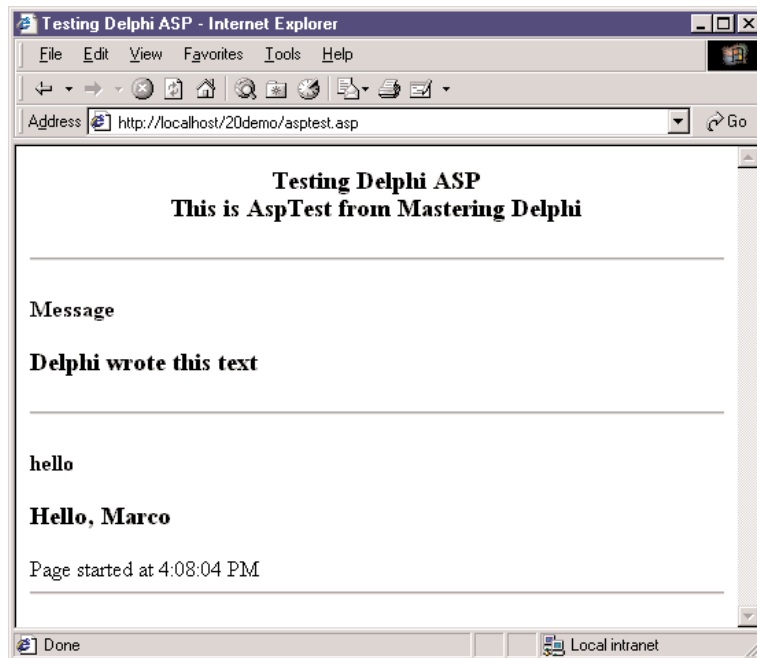 Testing Delphi ASP - Internet Explorer
File Edit View Favorites Tools Help
Address http://localhost/20demo/asptest.asp Go
Testing Delphi ASP
This is AspTest from Mastering Delphi
Message
Delphi wrote this text
hello
Hello, Marco
Page started at 4:08:04 PM
Done Local intranet